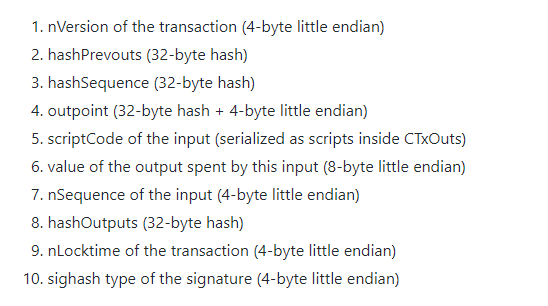 1. nVersion of the transaction (4-byte little endian)
2. hashPrevouts (32-byte hash)
3. hashSequence (32-byte hash)
4. outpoint (32-byte hash + 4-byte little endian)
5. scriptCode of the input (serialized as scripts inside CTxOuts)
6. value of the output spent by this input (8-byte little endian)
7. nSequence of the input (4-byte little endian)
8. hashOutputs (32-byte hash)
9. nLocktime of the transaction (4-byte little endian)
10. sighash type of the signature (4-byte little endian)